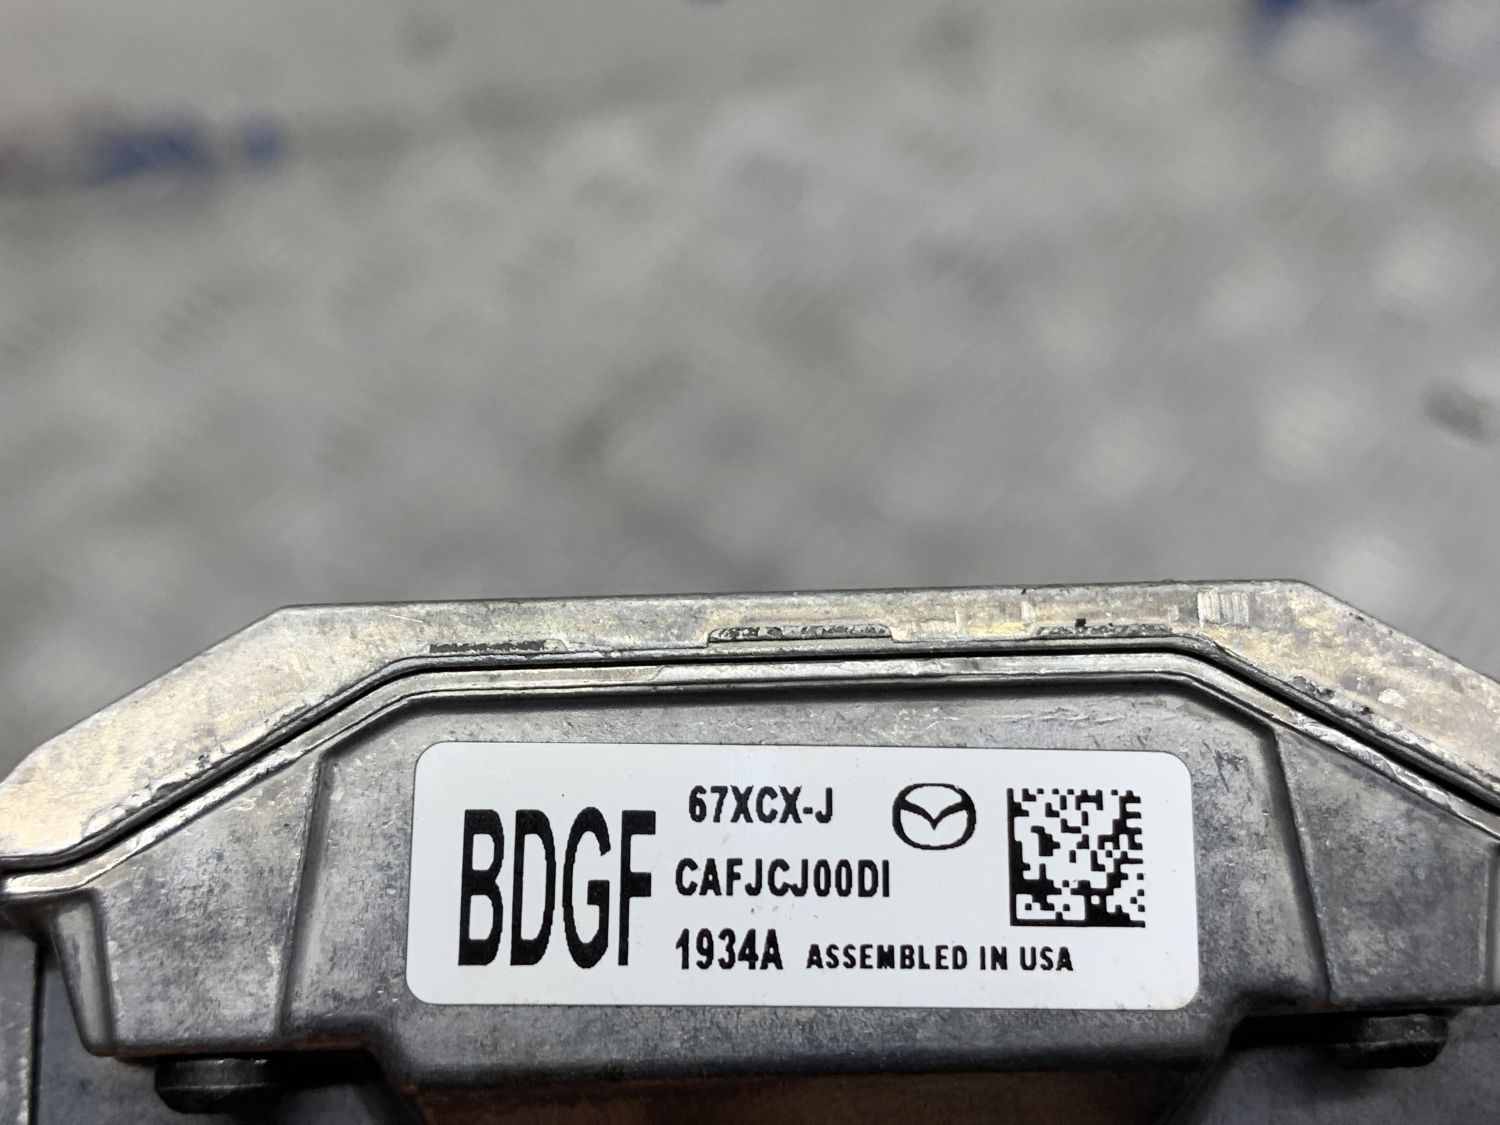 BDGF
67XCX-J
CAFJCJ00DI
1934A ASSEMBLED IN USA